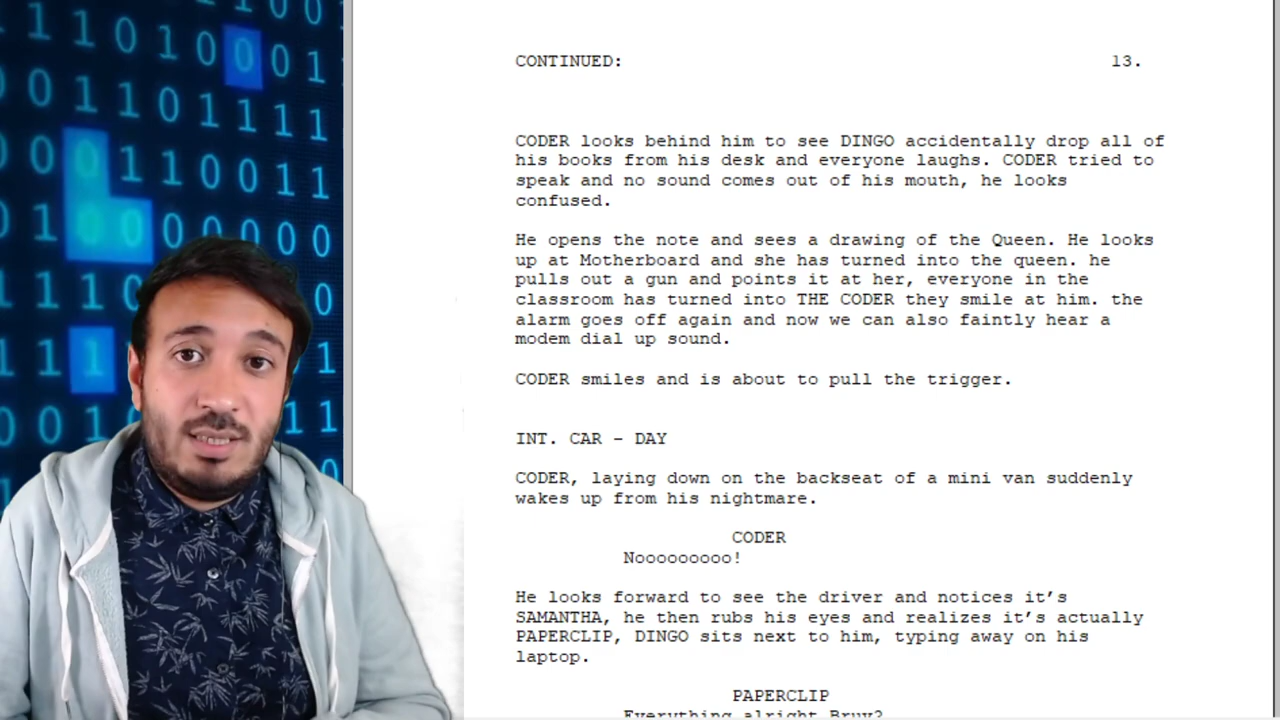 CONTINUED: 13.
CODER looks behind him to see DINGO accidentally drop all of
his books from his desk and everyone laughs. CODER tried to
speak and no sound comes out of his mouth, he looks
confused.
He opens the note and sees a drawing of the Queen. He looks
up at Motherboard and she has turned into the queen. he
pulls out a gun and points it at her, everyone in the
classroom has turned into THE CODER they smile at him. the
alarm goes off again and now we can also faintly hear a
modem dial up sound.
CODER smiles and is about to pull the trigger.
INT. CAR - DAY
CODER, laying down on the backseat of a mini van suddenly
wakes up from his nightmare.
CODER
Nooooooooo!
He looks forward to see the driver and notices it's
SAMANTHA, he then rubs his eyes and realizes it's actually
PAPERCLIP, DINGO sits next to him, typing away on his
laptop.
PAPERCLIP
Everything alright Bruv?